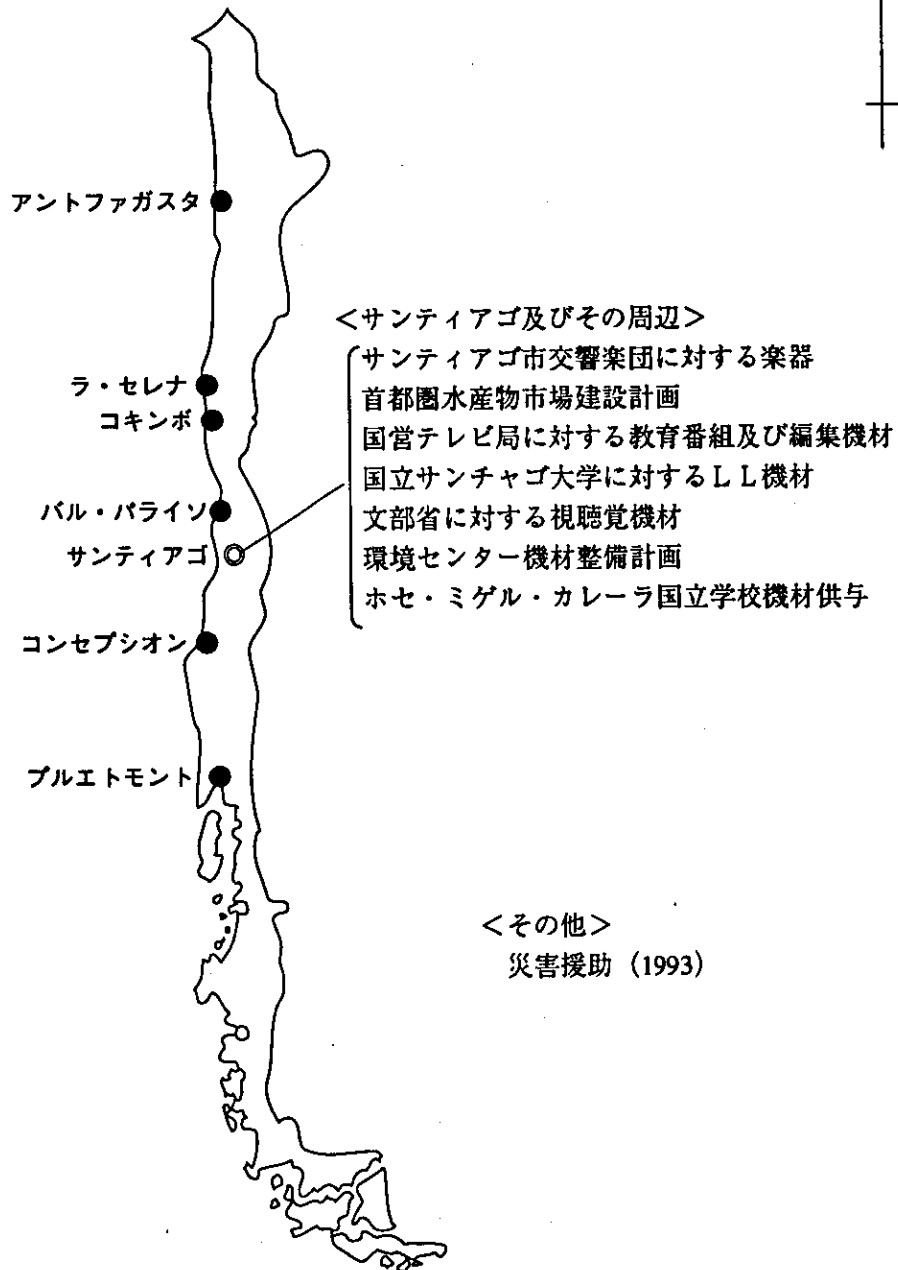 アントファガスタ
ラ・セレナ
コキンボ
バル・パライソ
サンティアゴ
コンセプシオン
プルエトモント
＜サンティアゴ及びその周辺＞
サンティアゴ市交響楽団に対する楽器
首都圏水産物市場建設計画
国営テレビ局に対する教育番組及び編集機材
国立サンチャゴ大学に対するＬＬ機材
文部省に対する視聴覚機材
環境センター機材整備計画
ホセ・ミゲル・カレーラ国立学校機材供与
＜その他＞
災害援助（1993）